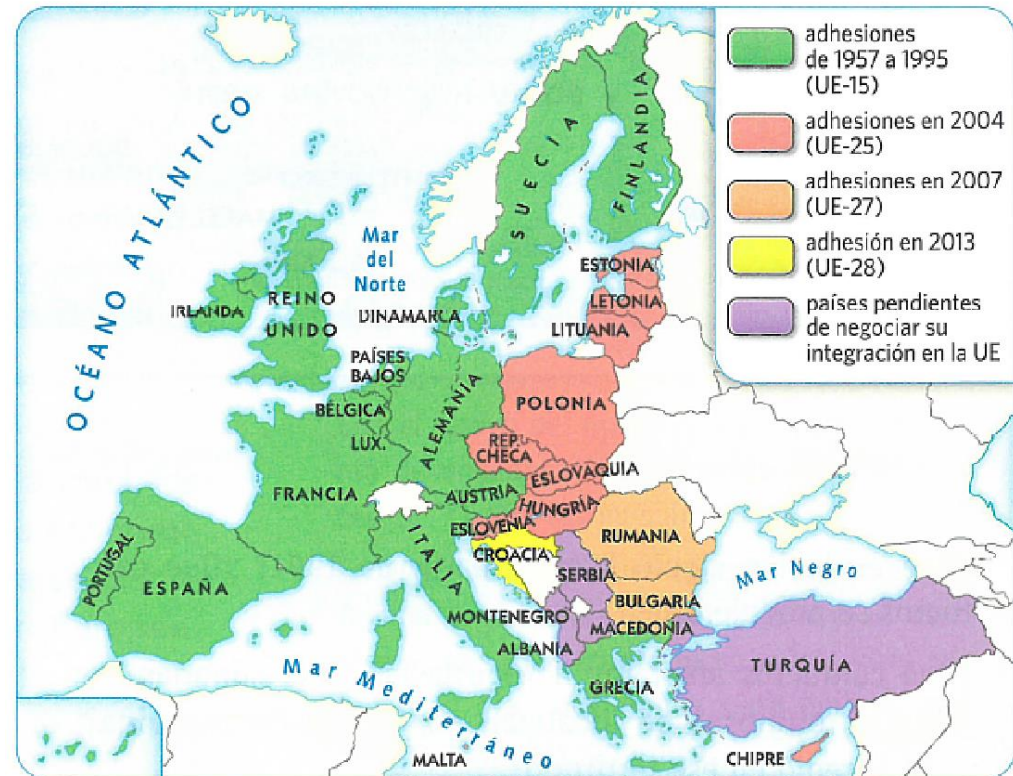 adhesiones
de 1957 a 1995
(UE-15)
adhesiones en 2004
(UE-25)
adhesiones en 2007
(UE-27)
adhesión en 2013
(UE-28)
países pendientes
de negociar su
integración en la UE
OCÉANO ATLÁNTICO
SUECIA
FINLANDIA
Mar
del
Norte
ESTONIA
LETONIA
LITUANIA
IRLANDA
REINO
UNIDO
DINAMARCA
PAÍSES
BAJOS
BÉLGICA
LUX.
ALEMANIA
POLONIA
REP.
CHECA
ESLOVAQUIA
FRANCIA
AUSTRIA
HUNGRÍA
ESLOVENIA
CROACIA
RUMANIA
ITALIA
SERBIA
Mar Negro
PORTUGAL
ESPAÑA
MONTENEGRO
BULGARIA
MACEDONIA
ALBANIA
TURQUÍA
GRECIA
Mar Mediterráneo
MALTA
CHIPRE